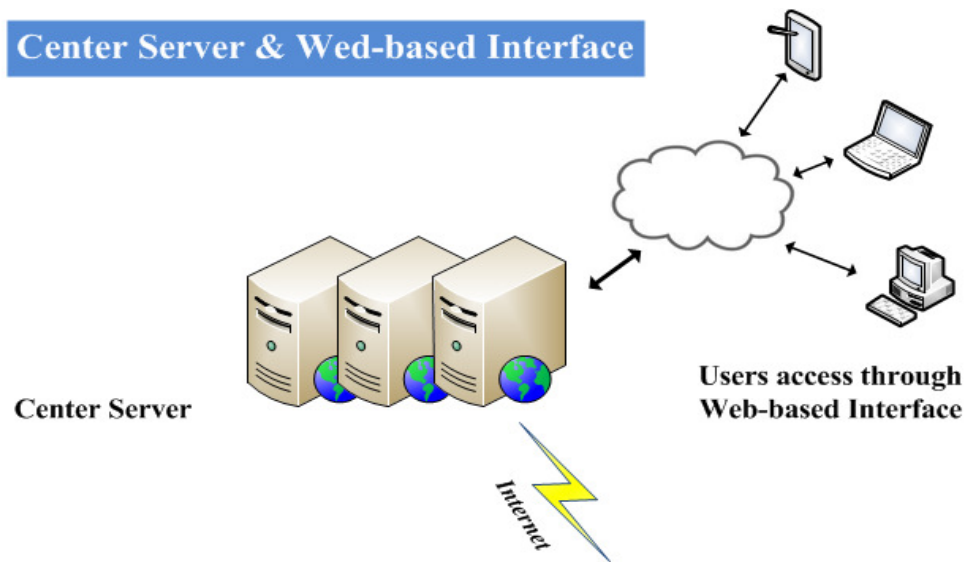 Center Server & Wed-based Interface
Center Server
Users access through
Web-based Interface
Internet